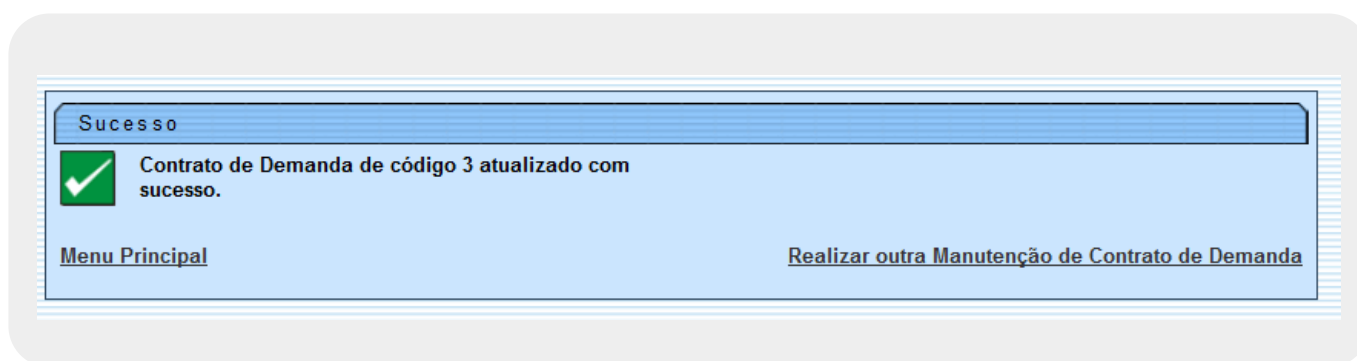 Sucesso
Contrato de Demanda de código 3 atualizado com
sucesso.
Menu Principal
Realizar outra Manutenção de Contrato de Demanda